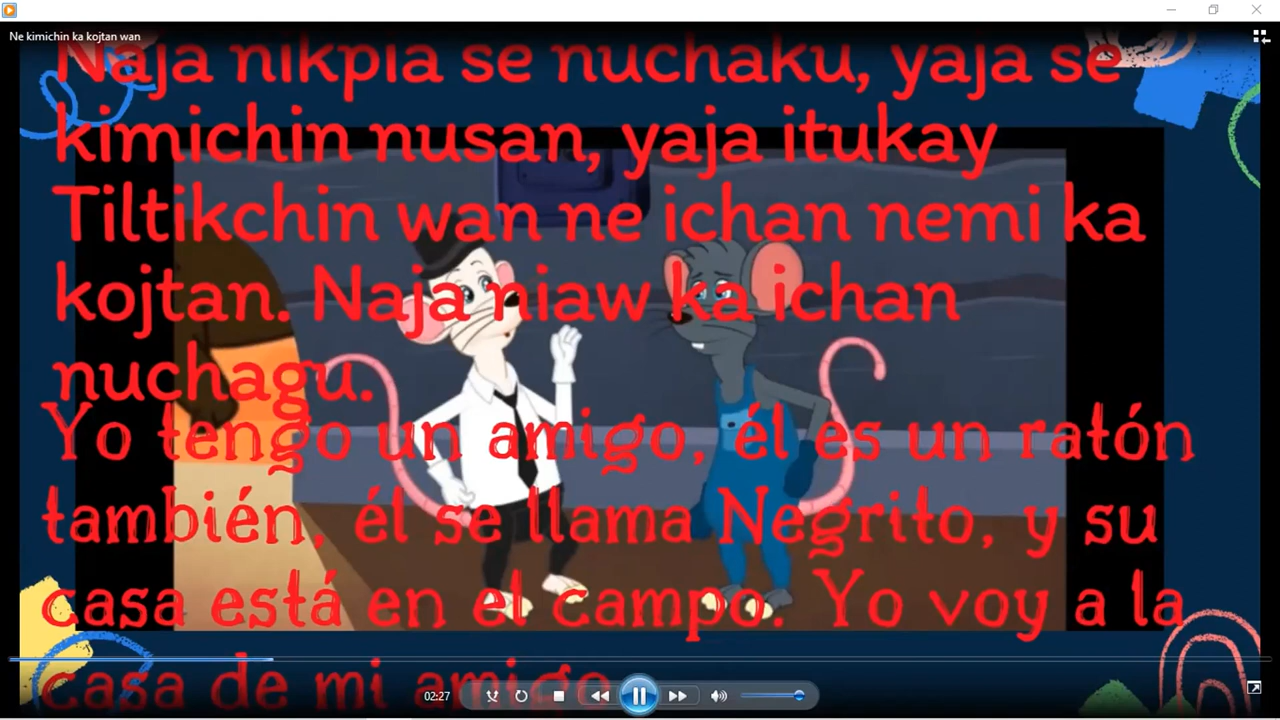 Ne kimichin ka kojtan wan
Naja nikpia se nuchaku, yaja se
kimichin nusan, yaja itukay
Tiltikchin wan ne ichan nemi ka
kojtan. Naja niaw ka ichan
nuchagu.
Yo tengo un amigo, él es un ratón
también, él se llama Negrito, y su
casa está en el campo. Yo voy a la
casa de mi amigo
02:27